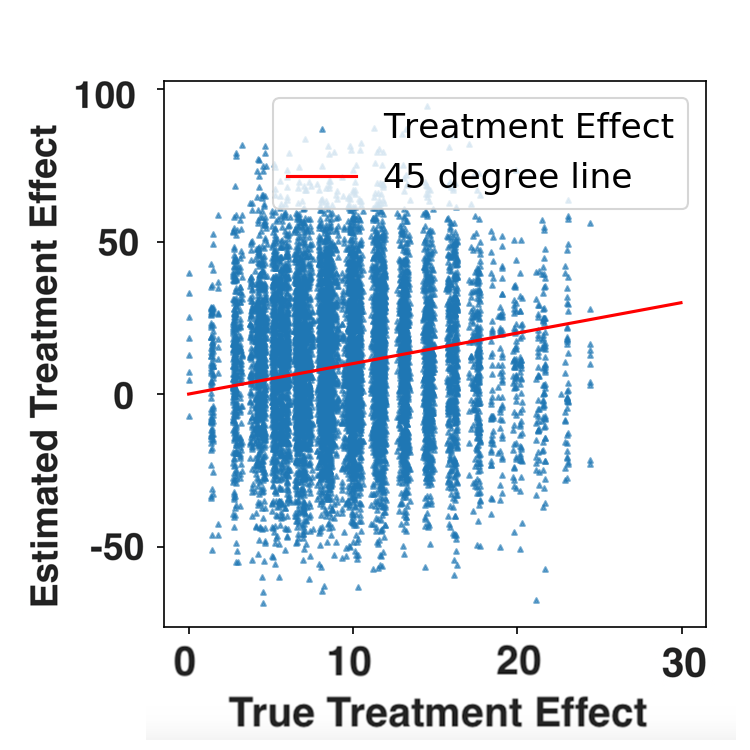 Estimated Treatment Effect
100
50
0
-50
Treatment Effect
45 degree line
0 10 20 30
True Treatment Effect